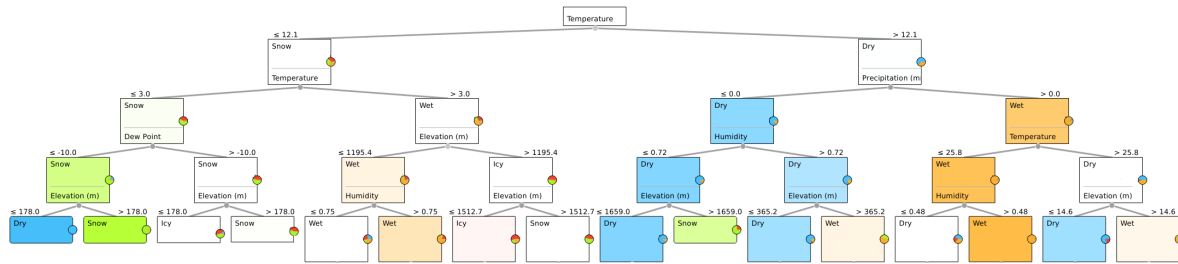 Temperature
≤ 12.1
> 12.1
Snow
Dry
Temperature
Precipitation (m
≤ 3.0
> 3.0
≤ 0.0
> 0.0
Snow
Wet
Dry
Wet
Dew Point
Elevation (m)
Humidity
Temperature
≤ -10.0
> -10.0
≤ 1195.4
> 1195.4
≤ 0.72
> 0.72
≤ 25.8
> 25.8
Snow
Snow
Wet
Icy
Dry
Dry
Wet
Dry
Elevation (m)
Elevation (m)
Humidity
Elevation (m)
Elevation (m)
Elevation (m)
Humidity
Elevation (m)
≤ 178.0
> 178.0
≤ 178.0
> 178.0
≤ 0.75
> 0.75
≤ 1512.7
> 1512.7
≤ 1659.0
> 1659.0
≤ 365.2
> 365.2
≤ 0.48
> 0.48
≤ 14.6
> 14.6
Dry
Snow
Icy
Snow
Wet
Wet
Icy
Snow
Dry
Snow
Dry
Wet
Dry
Wet
Dry
Wet